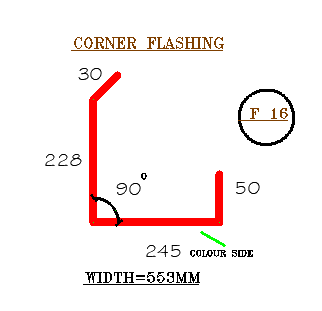 CORNER FLASHING
30
F 16
228
90°
50
245
COLOUR SIDE
WIDTH=553MM